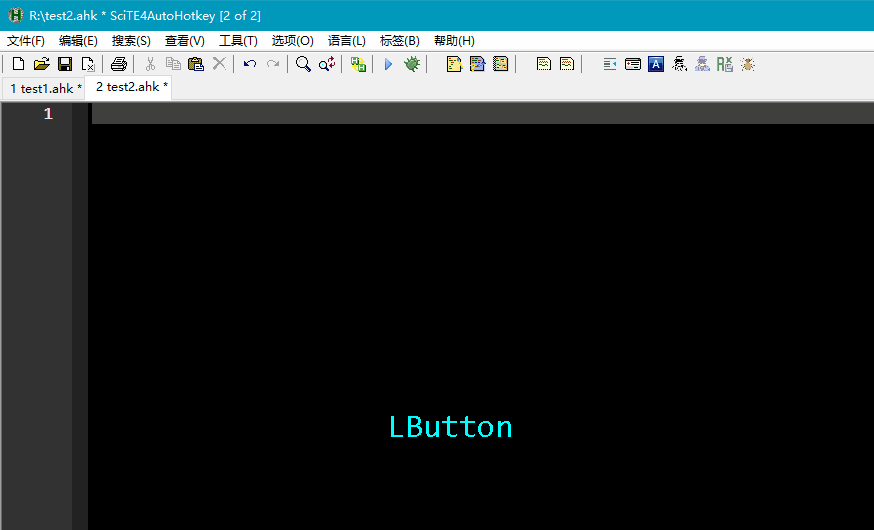 R:\test2.ahk * SciTE4AutoHotkey [2 of 2]
文件(F) 编辑(E) 搜索(S) 查看(V) 工具(T) 选项(O) 语言(L) 标签(B) 帮助(H)
1 test1.ahk * 2 test2.ahk *
1
LButton